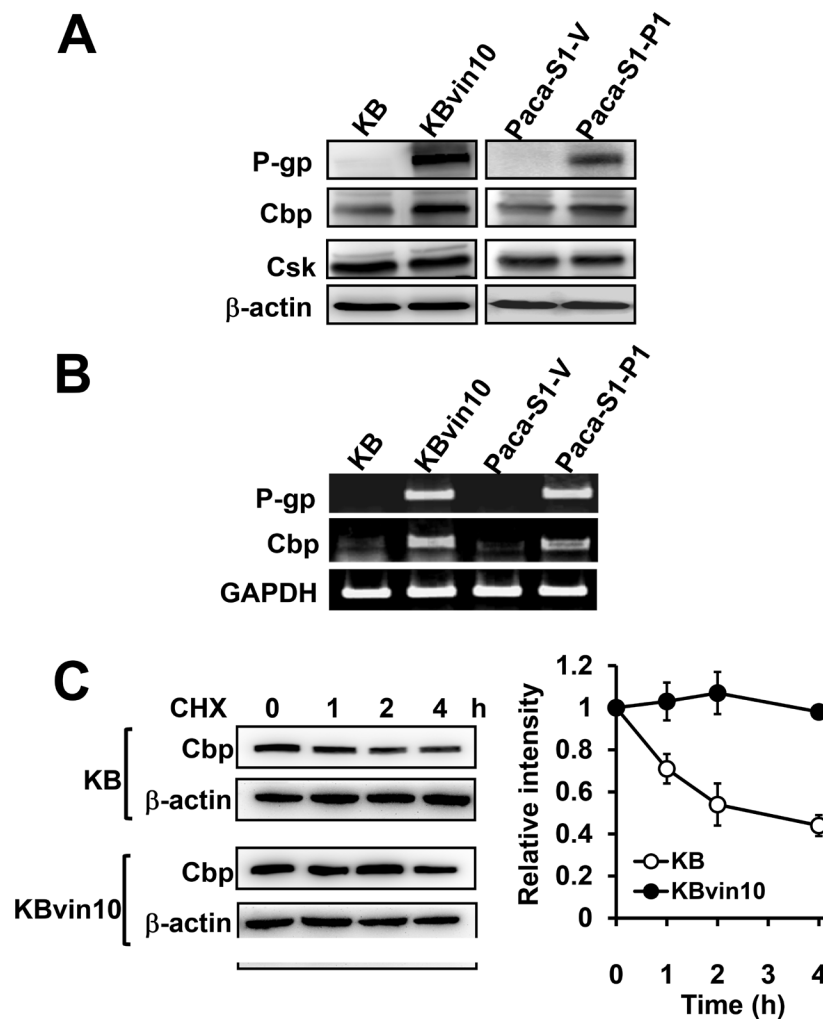 A
KB KBvin10 Paca-S1-V Paca-S1-P1
P-gp
Cbp
Csk
β-actin
B
KB KBvin10 Paca-S1-V Paca-S1-P1
P-gp
Cbp
GAPDH
C
CHX 0 1 2 4 h
KB
Cbp
β-actin
KBvin10
Cbp
β-actin
Relative intensity
1.2
1
0.8
0.6
0.4
0.2
0
KB
KBvin10
0 1 2 3 4
Time (h)